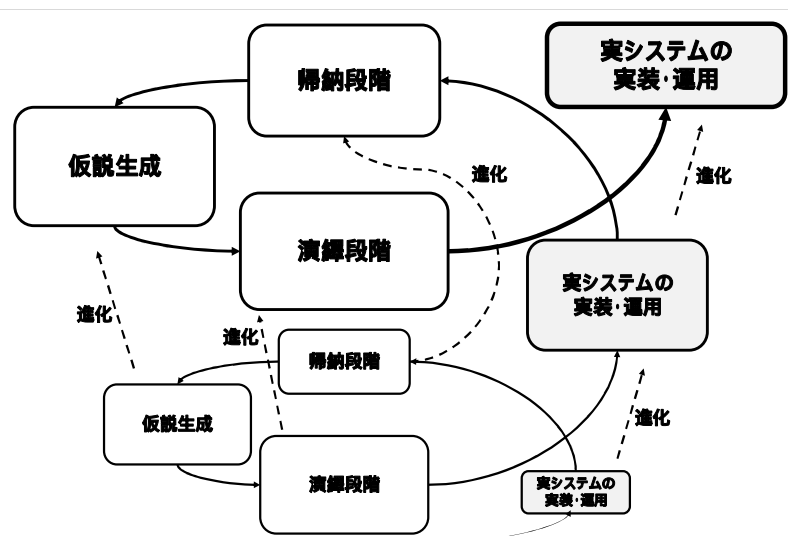 実システムの
実装・運用
帰納段階
仮説生成
進化
進化
演繹段階
実システムの
実装・運用
進化
進化
帰納段階
仮説生成
進化
演繹段階
実システムの
実装・運用